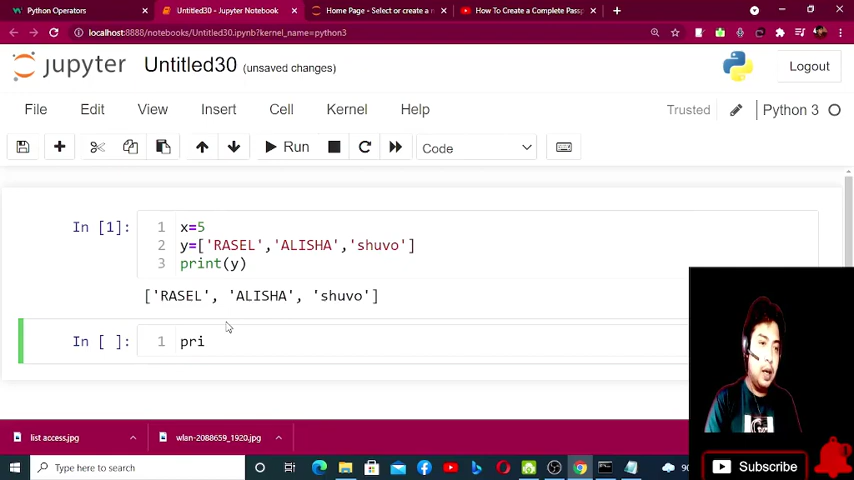 Python Operators
Untitled30 - Jupyter Notebook
Home Page - Select or create a n
How To Create a Complete Passp
localhost:8888/notebooks/Untitled30.ipynb?kernel_name=python3
jupyter Untitled30 (unsaved changes)
Logout
File Edit View Insert Cell Kernel Help
Trusted
Python 3
Run
Code
In [1]:
1 x=5
2 y=['RASEL','ALISHA','shuvo']
3 print(y)
['RASEL', 'ALISHA', 'shuvo']
In [ ]:
1 pri
list access.jpg
wlan-2088659_1920.jpg
Subscribe
Type here to search